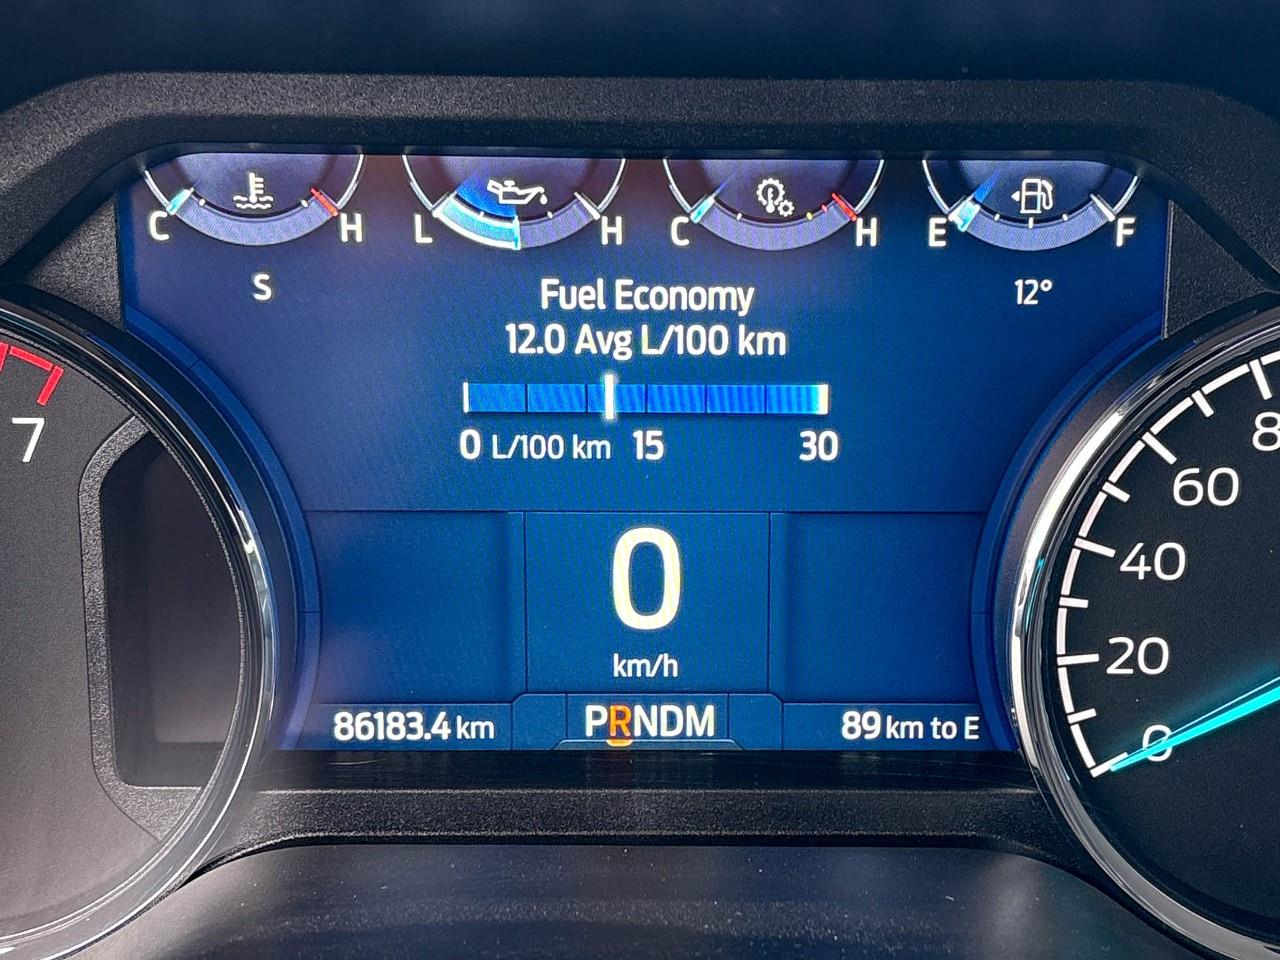 C H L H C H E F
S
12°
Fuel Economy
12.0 Avg L/100 km
0 L/100 km 15 30
7
8
60
40
20
0
0
km/h
86183.4 km
PRNDM
89 km to E